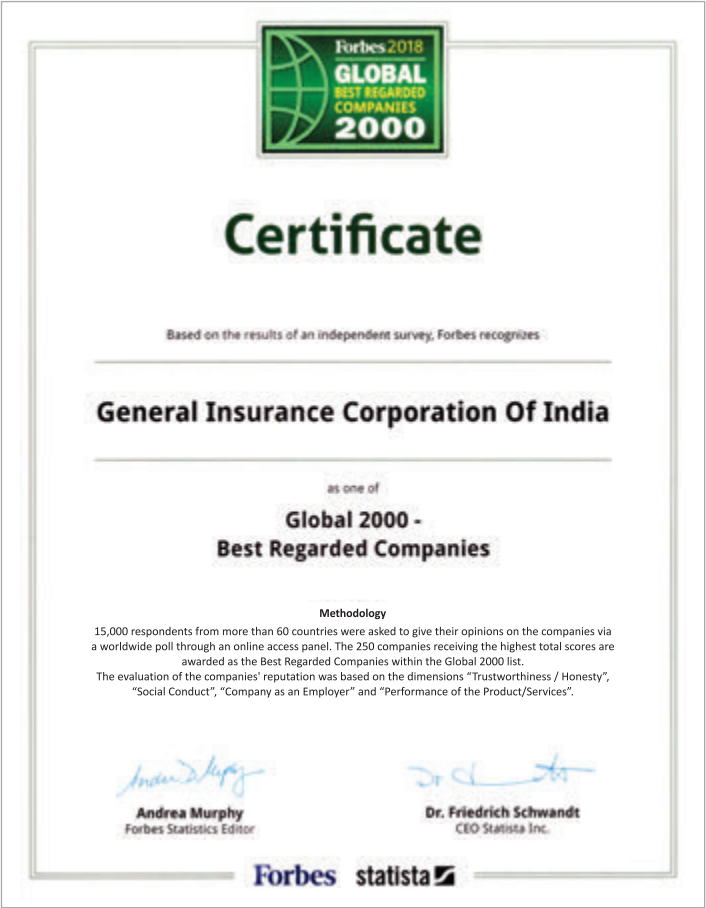 Forbes 2018
GLOBAL
BEST REGARDED
COMPANIES
2000
Certificate
Based on the results of an independent survey, Forbes recognizes
General Insurance Corporation Of India
as one of
Global 2000 -
Best Regarded Companies
Methodology
15,000 respondents from more than 60 countries were asked to give their opinions on the companies via
a worldwide poll through an online access panel. The 250 companies receiving the highest total scores are
awarded as the Best Regarded Companies within the Global 2000 list.
The evaluation of the companies' reputation was based on the dimensions “Trustworthiness / Honesty”,
“Social Conduct”, “Company as an Employer” and “Performance of the Product/Services”.
Andrea Murphy
Forbes Statistics Editor
Dr. Friedrich Schwandt
CEO Statista Inc.
Forbes statista